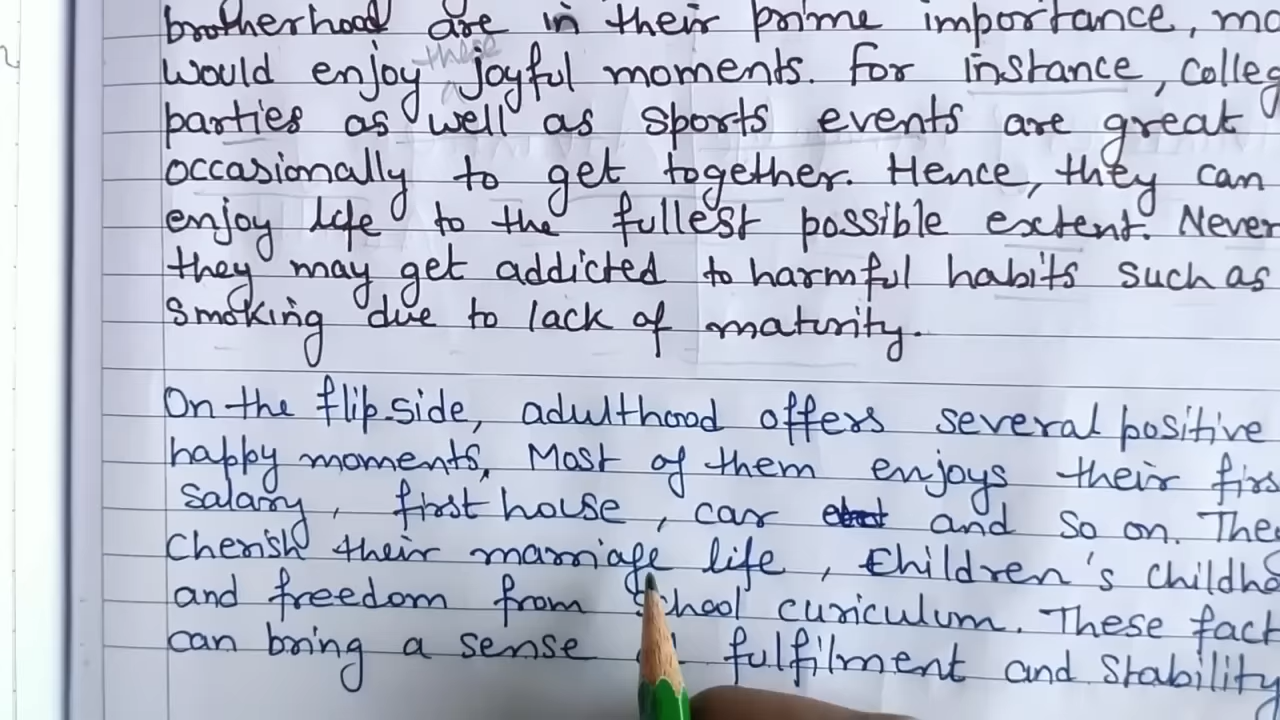 brotherhood are in their prime importance, mo
these
would enjoy joyful moments. For instance, colleg
parties as well as sports events are great
occasionally to get together. Hence, they can
enjoy life to the fullest possible extent. Never
they may get addicted to harmful habits such as
smoking due to lack of maturity.
On the flip side, adulthood offers several positive
happy moments. Most of them enjoys their firs
salary, first house, car and so on. The
cherish their marriage life, Children's childho
and freedom from school curiculum. These fact
can bring a sense fulfilment and stability